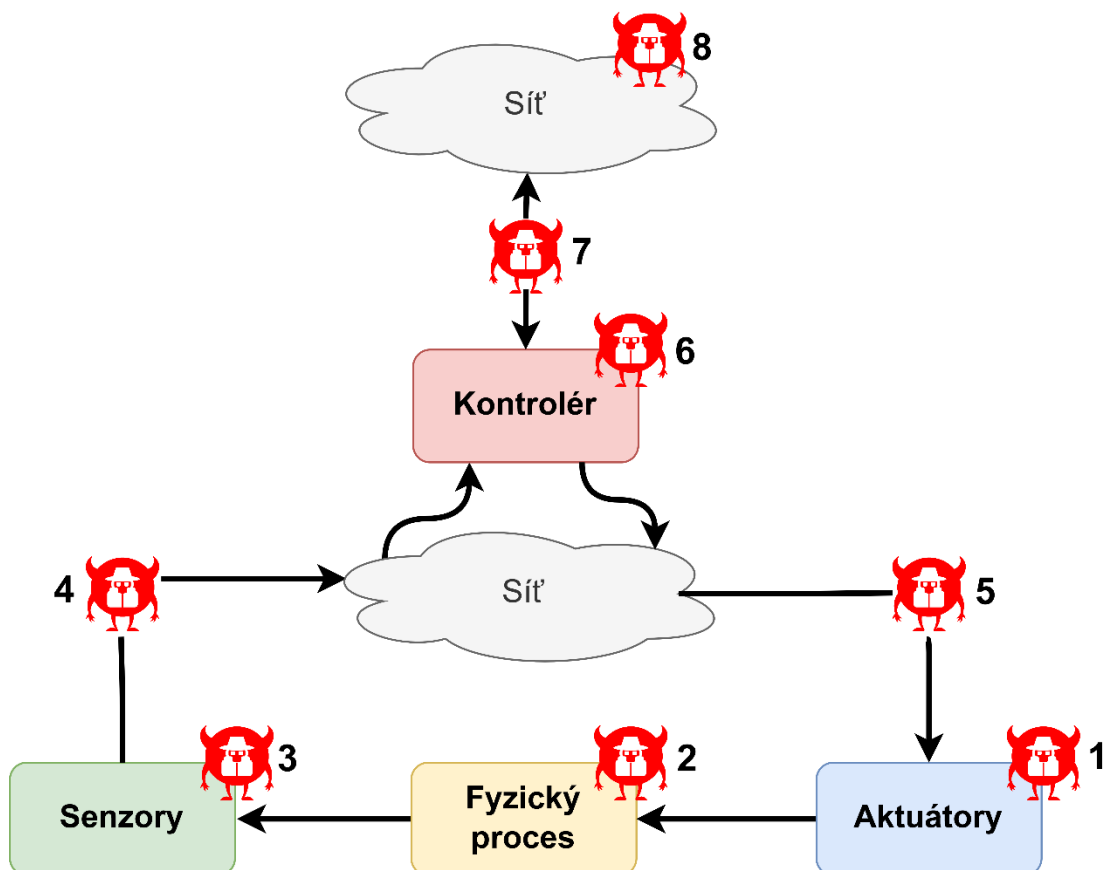 8
Síť
7
6
Kontrolér
4
Síť
5
3
2
1
Senzory
Fyzický
proces
Aktuátory